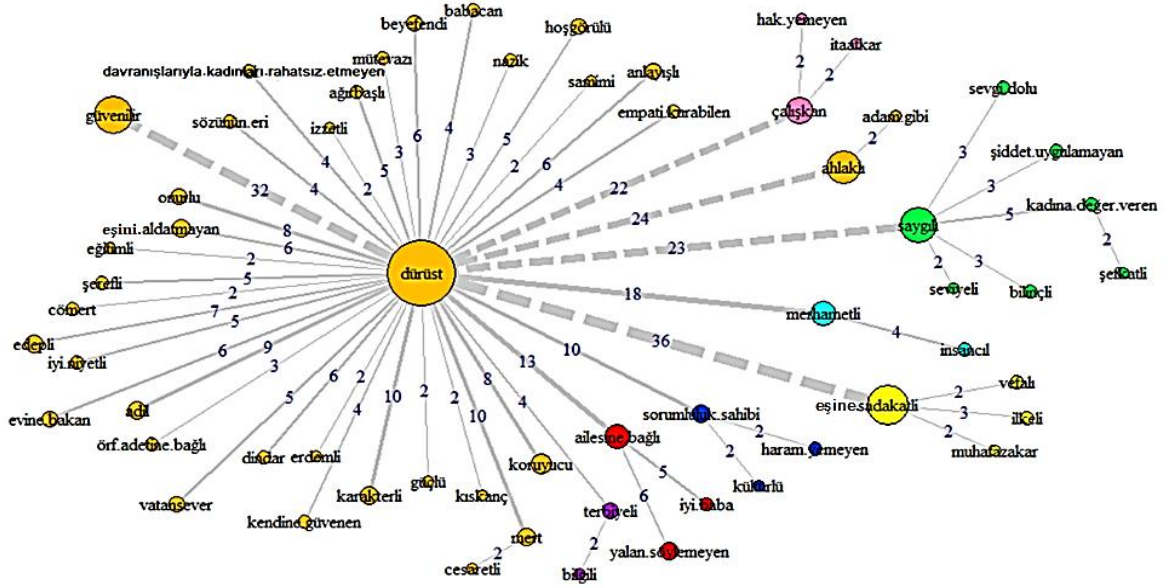 babacan
beyefendi
hoşgörülü
hak.yemeyen
itaatkar
mütevazı
nazik
davranışlarıyla.kadınları.rahatsız.etmeyen
samimi
anlayışlı
sevgi.dolu
ağırbaşlı
güvenilir
sözünün.eri
izzetli
empati.kurabilen
çalışkan
adam.gibi
2
2
2
6
4
3
5
3
5
2
6
4
4
4
2
32
22
24
23
ahlaklı
3
şiddet.uygulamayan
3
onurlu
8
kadına.değer.veren
5
eşini.aldatmayan
6
saygılı
2
eğitimli
2
dürüst
2
3
şefkatli
şerefli
5
seviyeli
bilinçli
cömert
2
18
merhametli
7
5
36
4
edepli
iyi.niyetli
insancıl
6
9
3
13
10
evine.bakan
adil
5
6
2
4
10
2
2
10
8
4
sorumluluk.sahibi
eşine.sadakatli
2
vefalı
3
ilkeli
2
muhafazakar
örf.adetine.bağlı
ailesine.bağlı
2
haram.yemeyen
2
dindar
erdemli
koruyucu
5
kültürlü
vatansever
karakterli
güçlü
kıskanç
6
iyi.baba
kendine.güvenen
terbiyeli
mert
yalan.söylemeyen
2
cesaretli
2
bilgili